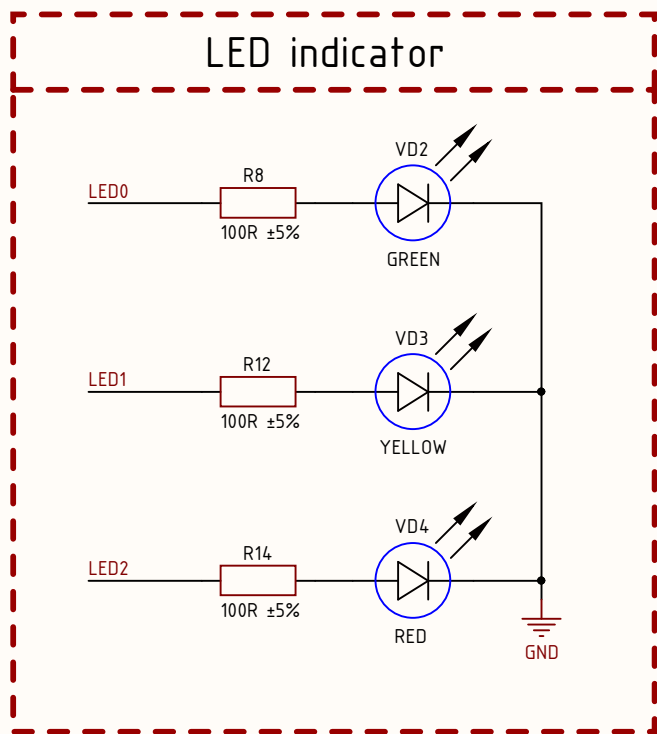 LED indicator
VD2
R8
LED0
100R ±5%
GREEN
VD3
R12
LED1
100R ±5%
YELLOW
VD4
R14
LED2
100R ±5%
RED
GND